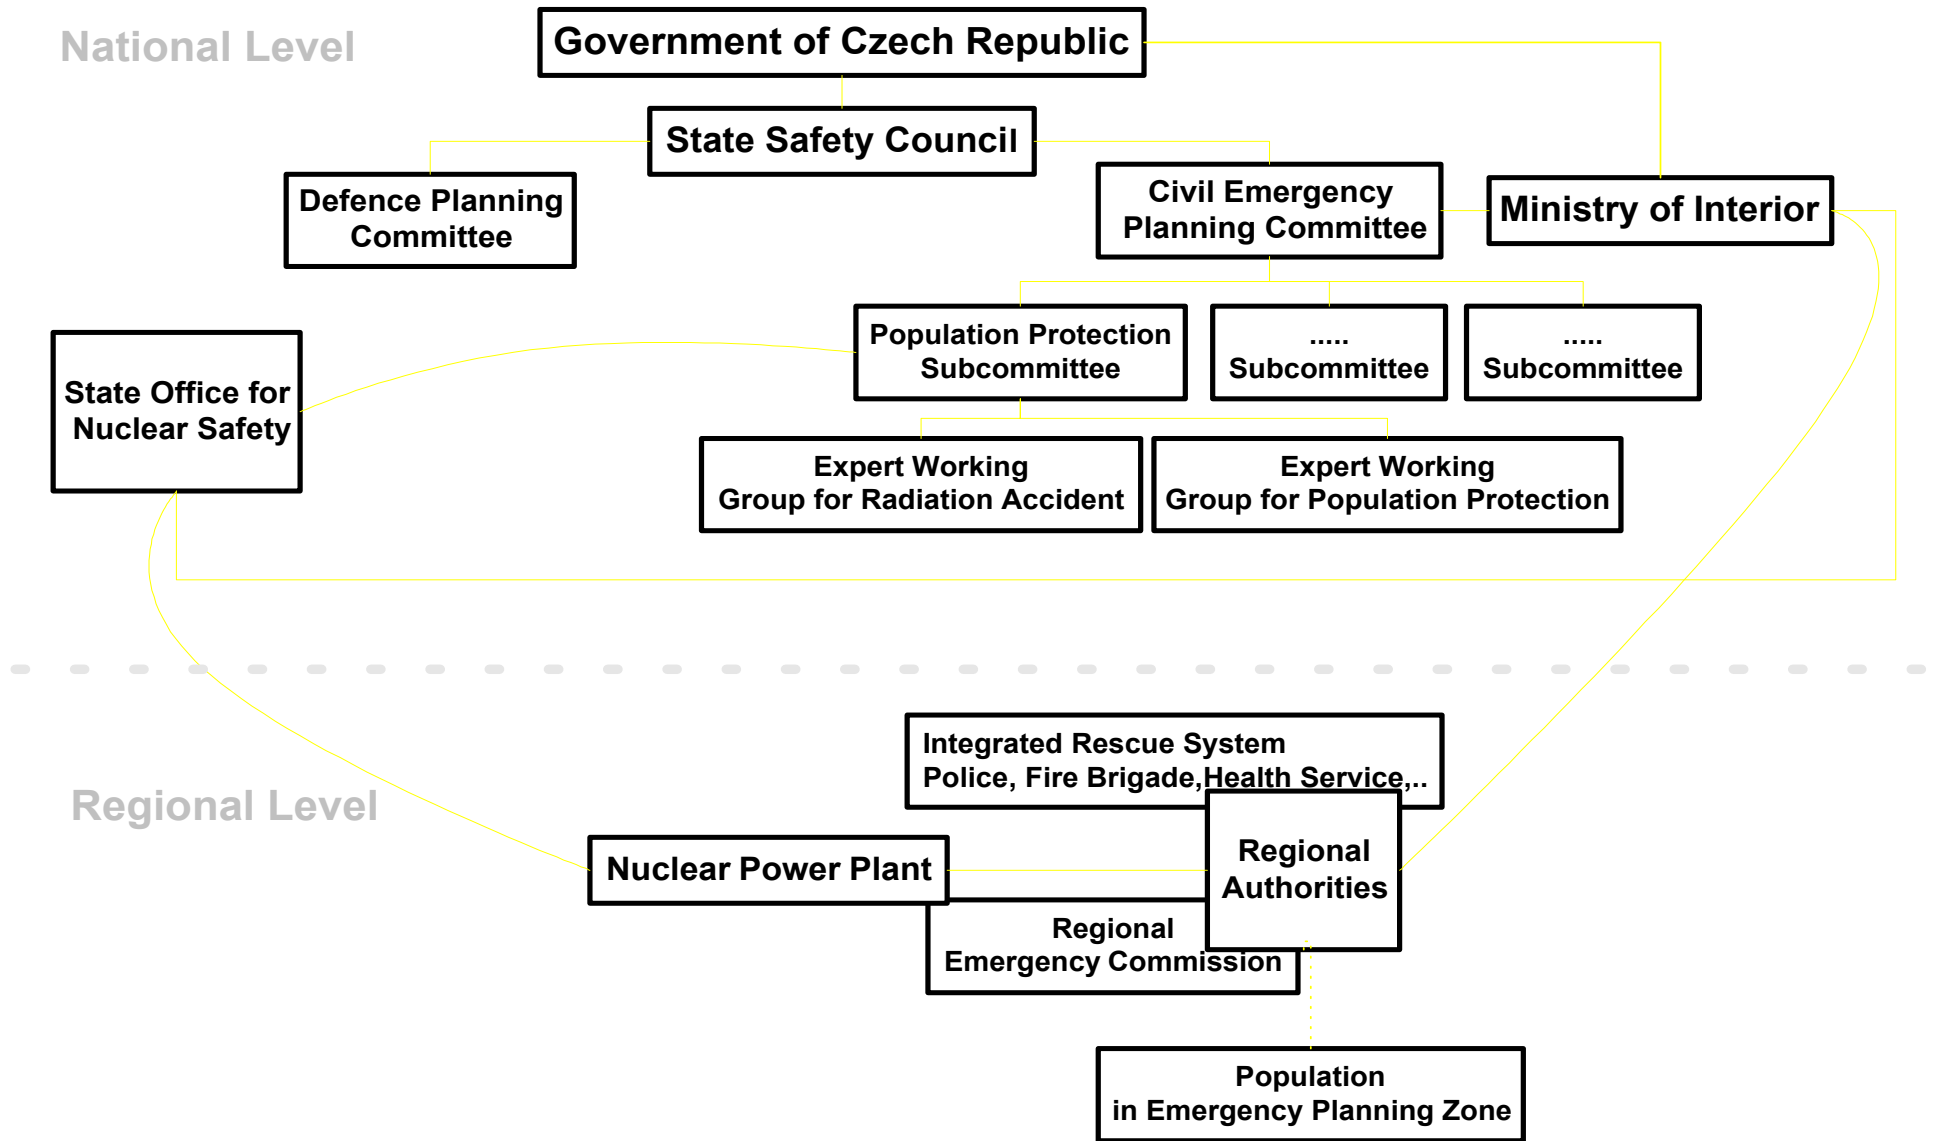 National Level
Government of Czech Republic
State Safety Council
Defence Planning
Committee
Civil Emergency
Planning Committee
Ministry of Interior
State Office for
Nuclear Safety
Population Protection
Subcommittee
.....
Subcommittee
.....
Subcommittee
Expert Working
Group for Radiation Accident
Expert Working
Group for Population Protection
Regional Level
Integrated Rescue System
Police, Fire Brigade,Health Service,..
Nuclear Power Plant
Regional
Authorities
Regional
Emergency Commission
Population
in Emergency Planning Zone